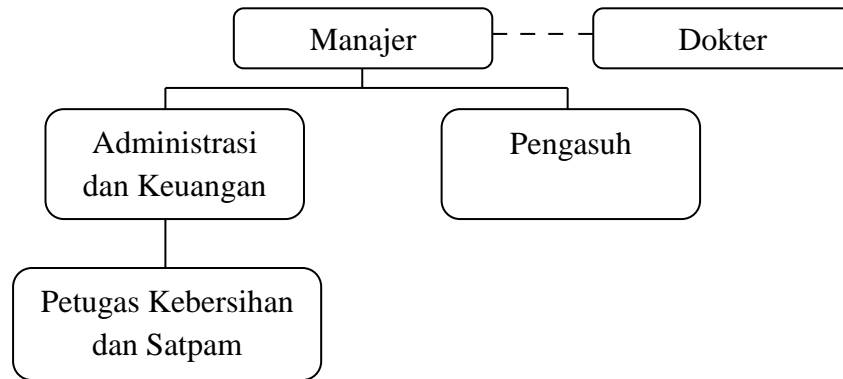 Manajer
Dokter
Administrasi
dan Keuangan
Pengasuh
Petugas Kebersihan
dan Satpam